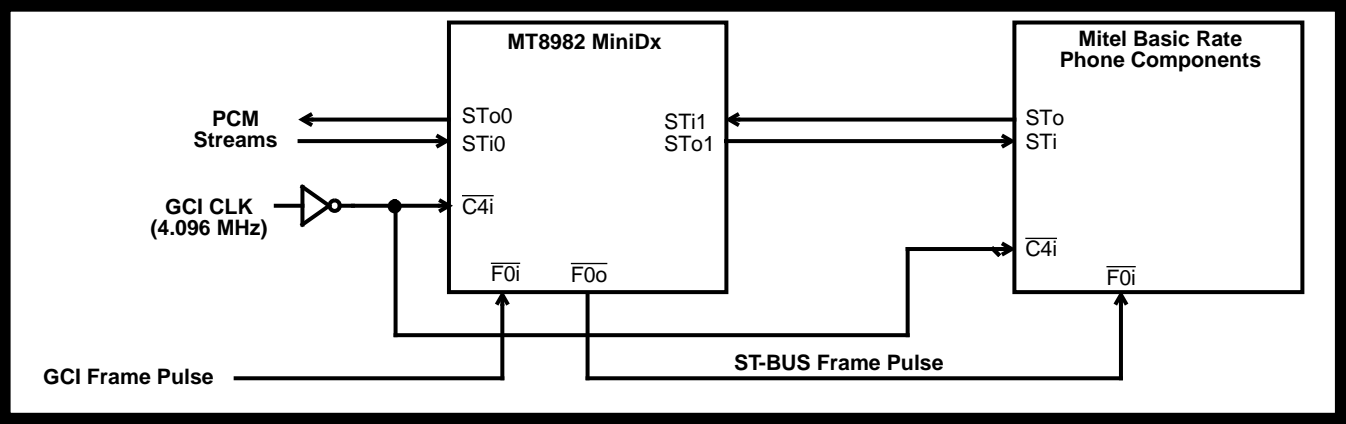 MT8982 MiniDx
Mitel Basic Rate
Phone Components
PCM
Streams
STo0
STi0
STi1
STo1
STo
STi
GCI CLK
(4.096 MHz)
C4i
C4i
F0i
F0o
F0i
ST-BUS Frame Pulse
GCI Frame Pulse